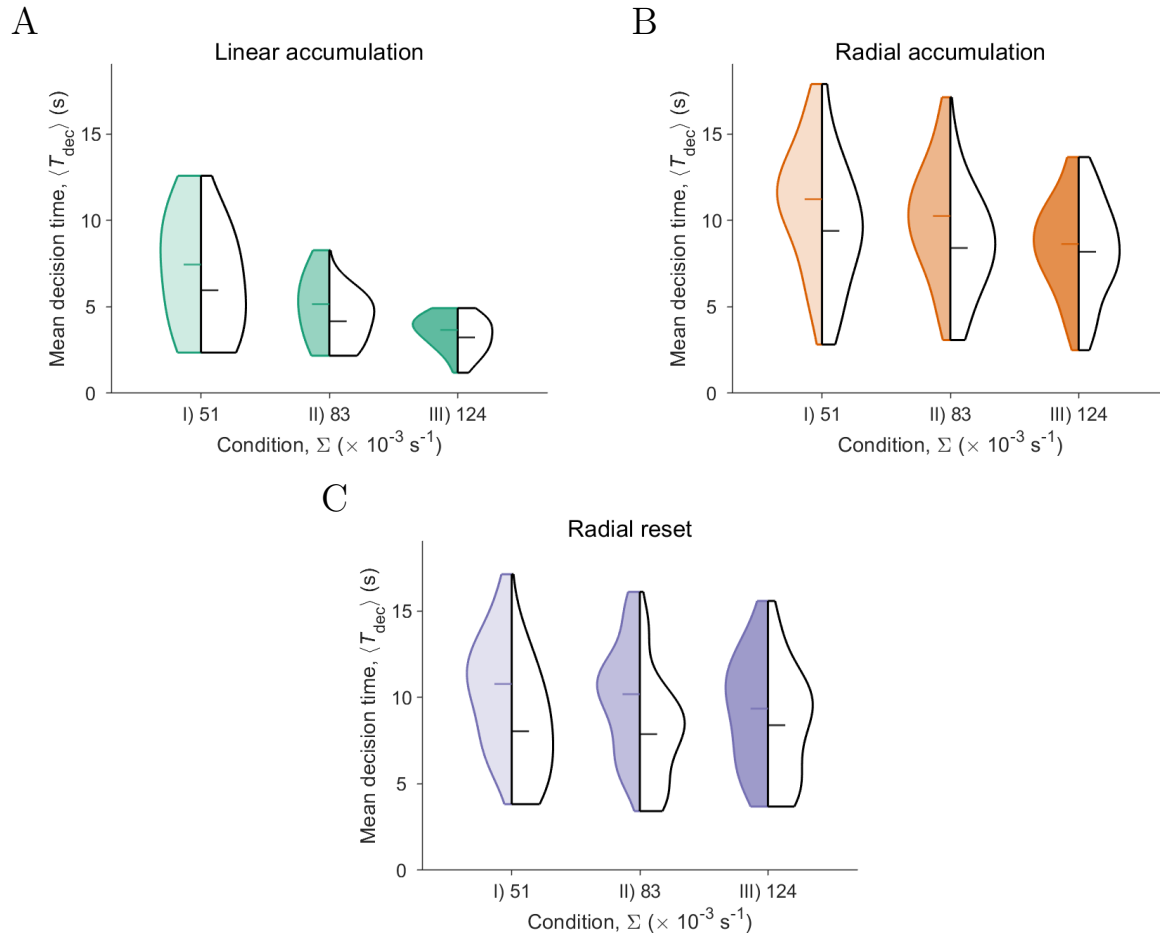 A
Linear accumulation
Mean decision time, ⟨T_dec⟩ (s)
15
10
5
0
I) 51
II) 83
III) 124
Condition, Σ (× 10⁻³ s⁻¹)
B
Radial accumulation
Mean decision time, ⟨T_dec⟩ (s)
15
10
5
0
I) 51
II) 83
III) 124
Condition, Σ (× 10⁻³ s⁻¹)
C
Radial reset
Mean decision time, ⟨T_dec⟩ (s)
15
10
5
0
I) 51
II) 83
III) 124
Condition, Σ (× 10⁻³ s⁻¹)